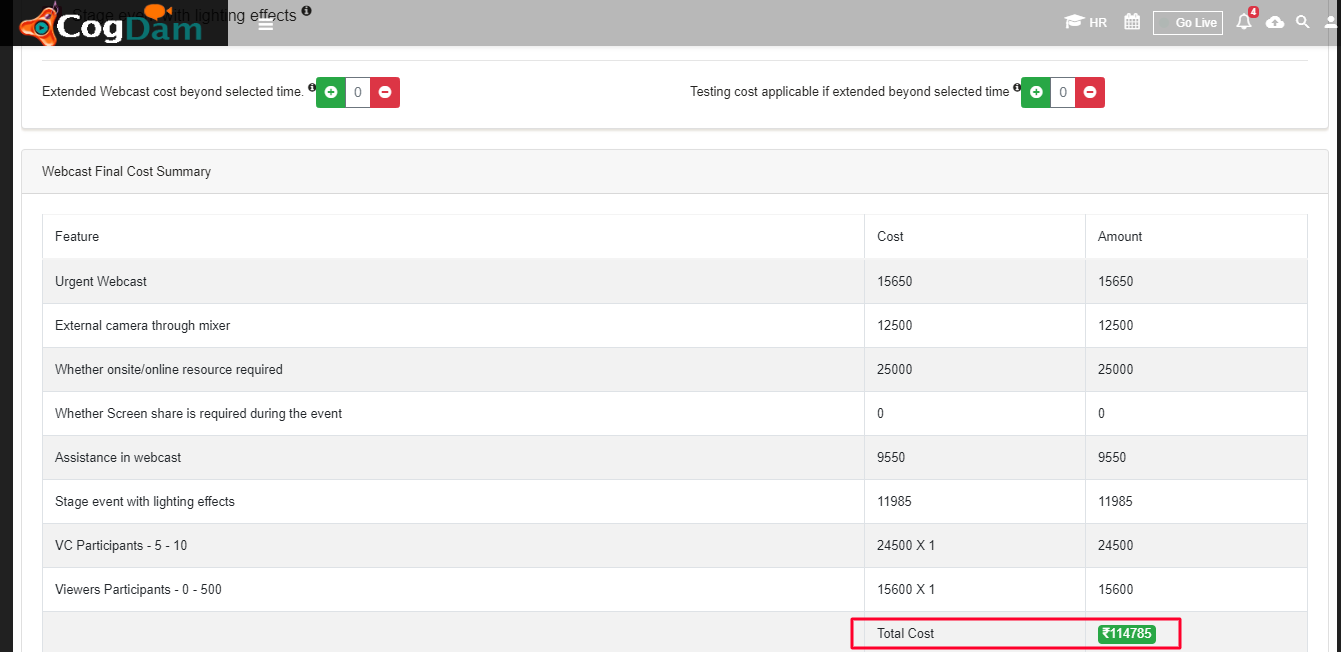 Stage event with lighting effects
CogDam
HR
Go Live
4
Extended Webcast cost beyond selected time. 0
Testing cost applicable if extended beyond selected time 0
Webcast Final Cost Summary
Feature Cost Amount
Urgent Webcast 15650 15650
External camera through mixer 12500 12500
Whether onsite/online resource required 25000 25000
Whether Screen share is required during the event 0 0
Assistance in webcast 9550 9550
Stage event with lighting effects 11985 11985
VC Participants - 5 - 10 24500 X 1 24500
Viewers Participants - 0 - 500 15600 X 1 15600
Total Cost ₹114785